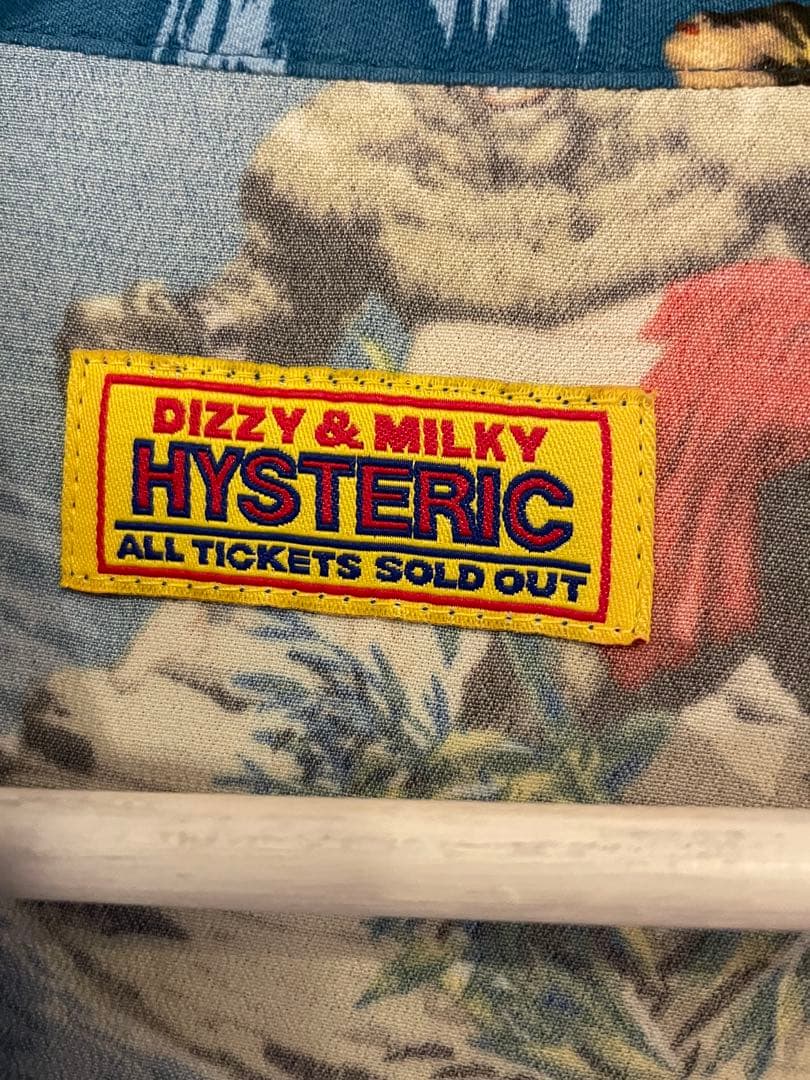 DIZZY & MILKY
HYSTERIC
ALL TICKETS SOLD OUT